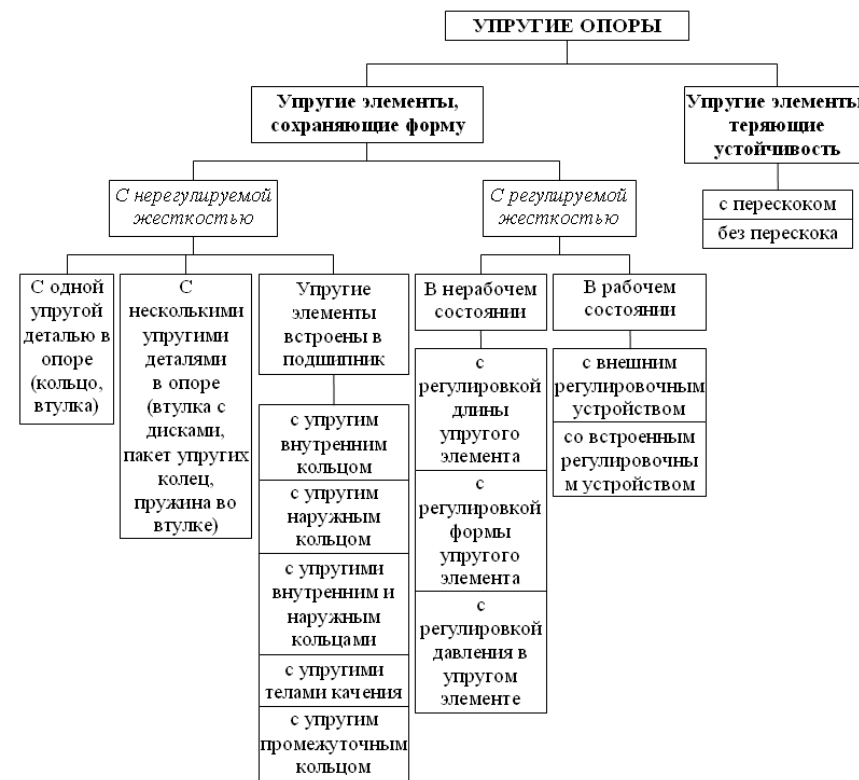 УПРУГИЕ ОПОРЫ
Упругие элементы,
сохраняющие форму
Упругие элементы
теряющие
устойчивость
С нерегулируемой
жесткостью
С регулируемой
жесткостью
с перескоком
без перескока
С одной
упругой
деталью в
опоре
(кольцо,
втулка)
С
несколькими
упругими
деталями
в опоре
(втулка с
дисками,
пакет упругих
колец,
пружина во
втулке)
Упругие
элементы
встроены в
подшипник
с упругим
внутренним
кольцом
с упругим
наружным
кольцом
с упругими
внутренним и
наружным
кольцами
с упругими
телами качения
с упругим
промежуточным
кольцом
В нерабочем
состоянии
с
регулировкой
длины
упругого
элемента
с
регулировкой
формы
упругого
элемента
с
регулировкой
давления в
упругом
элементе
В рабочем
состоянии
с внешним
регулировочным
устройством
со встроенным
регулировочны
м устройством